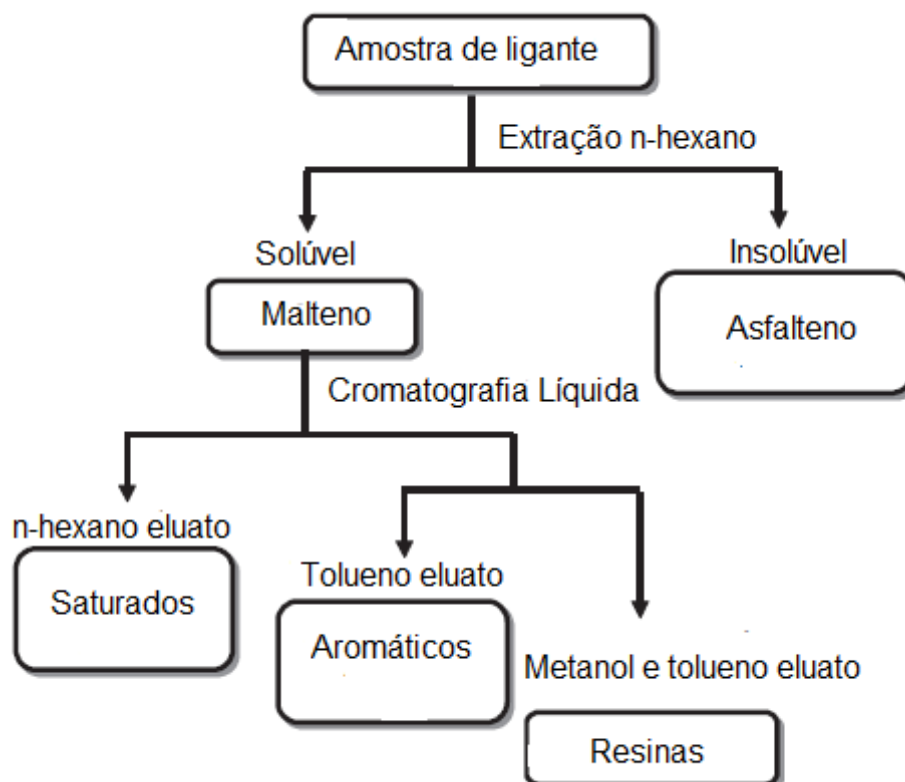 Amostra de ligante
Extração n-hexano
Solúvel
Insolúvel
Malteno
Asfalteno
Cromatografia Líquida
n-hexano eluato
Saturados
Tolueno eluato
Aromáticos
Metanol e tolueno eluato
Resinas